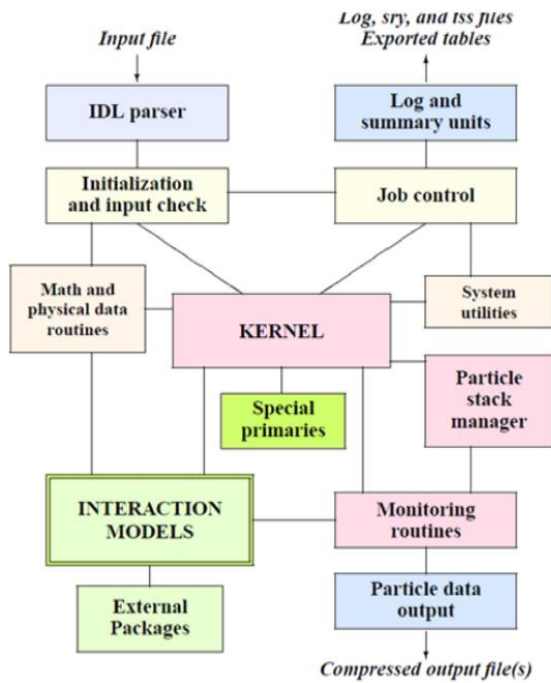 Input file
Log, sry, and tss files
Exported tables
IDL parser
Log and
summary units
Initialization
and input check
Job control
Math and
physical data
routines
KERNEL
System
utilities
Special
primaries
Particle
stack
manager
INTERACTION
MODELS
Monitoring
routines
External
Packages
Particle data
output
Compressed output file(s)